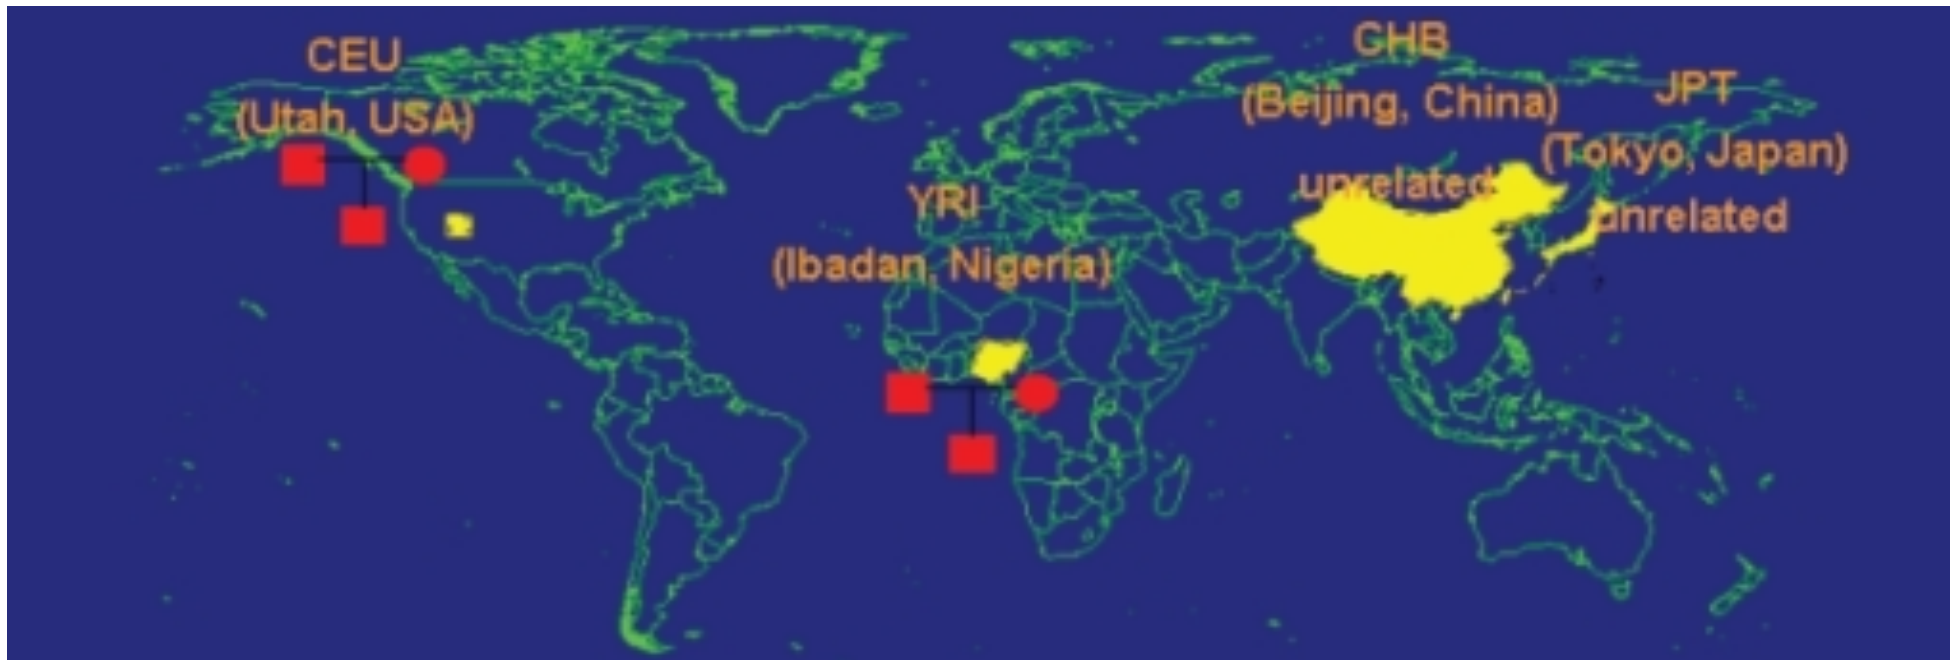 CEU
(Utah, USA)
YRI
(Ibadan, Nigeria)
CHB
(Beijing, China)
unrelated
JPT
(Tokyo, Japan)
unrelated